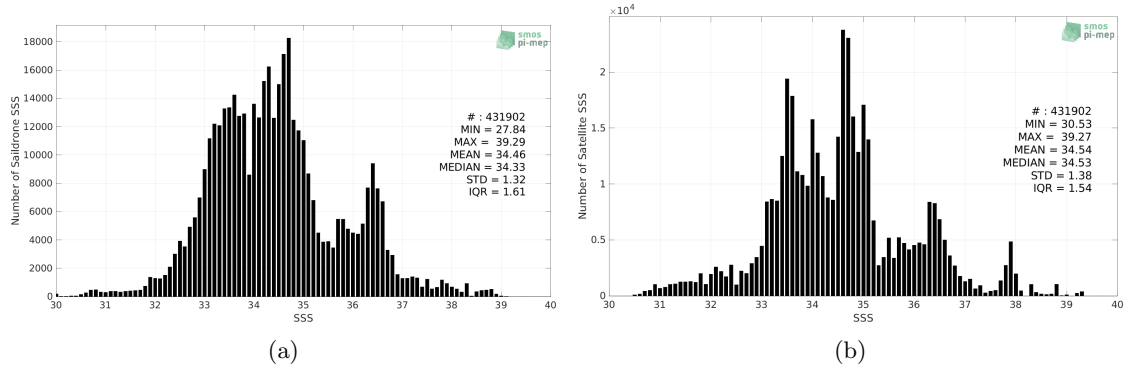 smos
pi-mep
18000
16000
14000
12000
10000
8000
6000
4000
2000
0
Number of Saildrone SSS
# : 431902
MIN = 27.84
MAX = 39.29
MEAN = 34.46
MEDIAN = 34.33
STD = 1.32
IQR = 1.61
30 31 32 33 34 35 36 37 38 39 40
SSS
(a)
×10⁴
smos
pi-mep
2
1.5
1
0.5
0
Number of Satellite SSS
# : 431902
MIN = 30.53
MAX = 39.27
MEAN = 34.54
MEDIAN = 34.53
STD = 1.38
IQR = 1.54
30 31 32 33 34 35 36 37 38 39 40
SSS
(b)